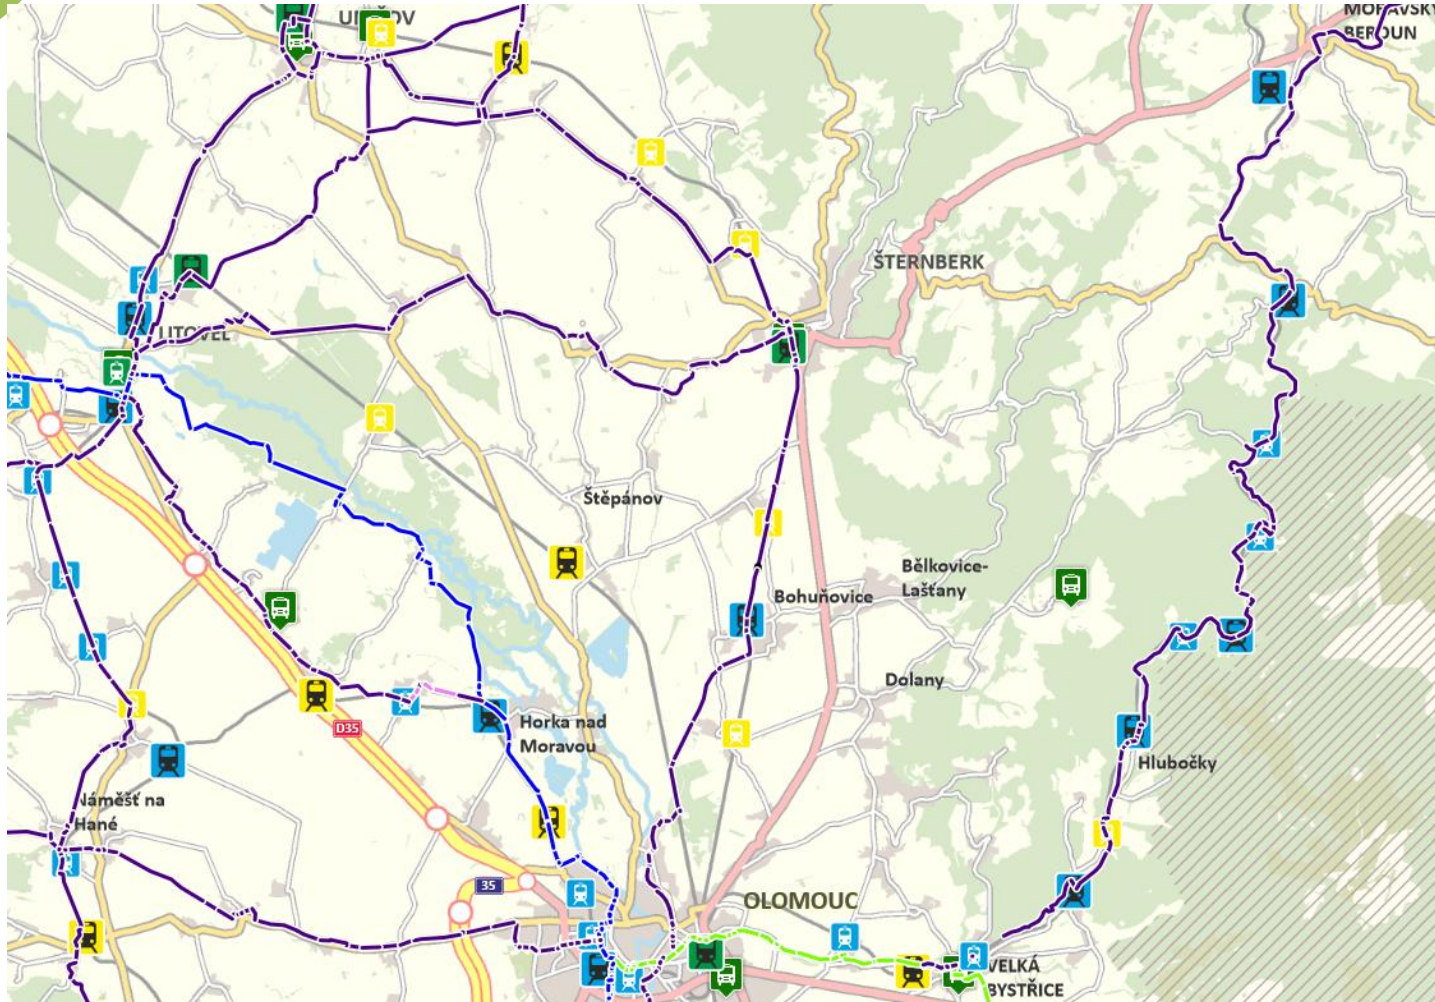 MORAVSKÝ
BEROUN
ŠTERNBERK
LITOVEL
Štěpánov
Bělkovice-
Lašťany
Bohuňovice
Dolany
D35
Horka nad
Moravou
Hlubočky
Náměšť na
Hané
35
OLOMOUC
VELKÁ
BYSTŘICE